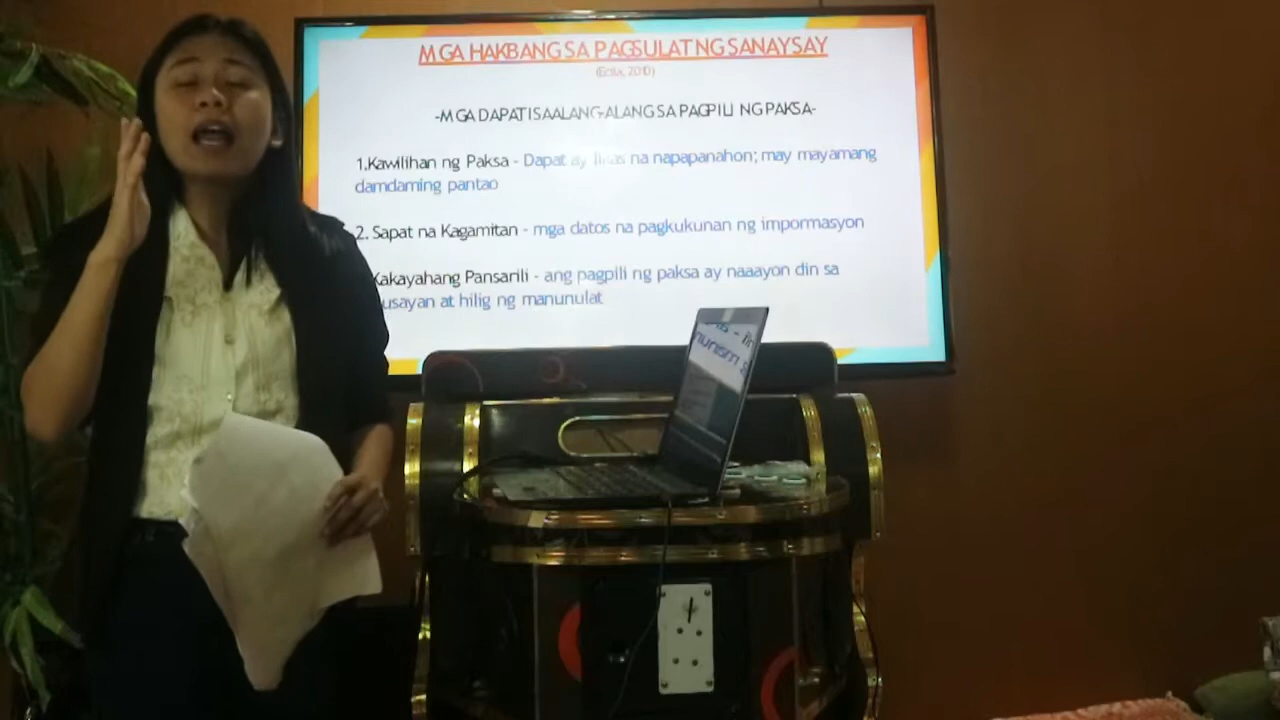 MGA HAKBANG SA PAGSULAT NG SANAYSAY
-MGA DAPAT ISAALANG-ALANG SA PAGPILI NG PAKSA-
1.Kawilihan ng Paksa - Dapat ay likas na napapanahon; may mayamang
damdaming pantao
2. Sapat na Kagamitan - mga datos na pagkukunan ng impormasyon
Kakayahang Pansarili - ang pagpili ng paksa ay naaayon din sa
at hilig ng manunulat